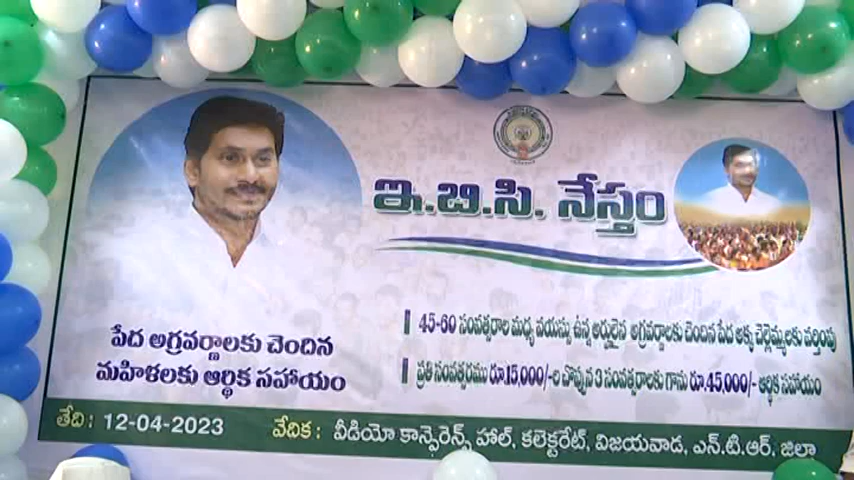 ఇ.బి.సి. నేస్తం
పేద అగ్రవర్ణాలకు చెందిన
మహిళలకు ఆర్థిక సహాయం
45-60 సంవత్సరాల మధ్య వయస్సు ఉన్న అర్హులైన అగ్రవర్ణాలకు చెందిన పేద అక్క చెల్లెమ్మలకు వర్తింపు
ప్రతి సంవత్సరము రూ.15,000/-ల చొప్పున 3 సంవత్సరాలకు గాను రూ.45,000/- ఆర్థిక సహాయం
తేది : 12-04-2023 వేదిక : వీడియో కాన్ఫెరెన్స్ హాల్, కలెక్టరేట్, విజయవాడ, ఎన్.టి.ఆర్. జిల్లా